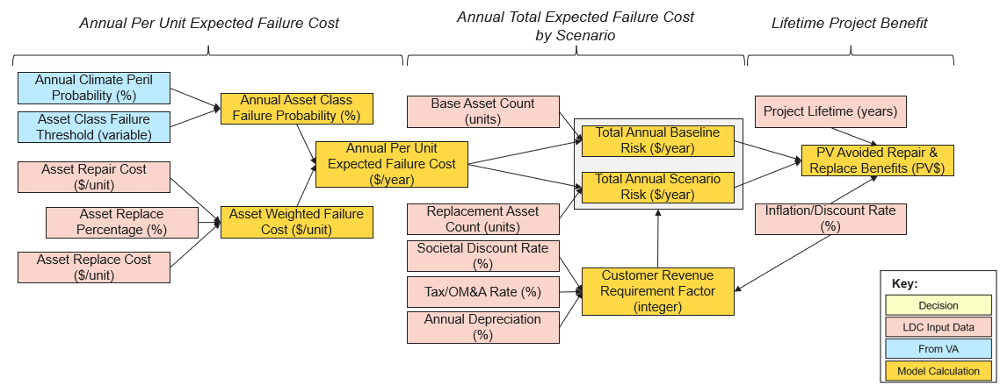 Annual Per Unit Expected Failure Cost
Annual Total Expected Failure Cost
by Scenario
Lifetime Project Benefit
Annual Climate Peril
Probability (%)
Asset Class Failure
Threshold (variable)
Annual Asset Class
Failure Probability (%)
Asset Repair Cost
($/unit)
Asset Replace
Percentage (%)
Asset Replace Cost
($/unit)
Asset Weighted Failure
Cost ($/unit)
Annual Per Unit
Expected Failure Cost
($/year)
Base Asset Count
(units)
Total Annual Baseline
Risk ($/year)
Total Annual Scenario
Risk ($/year)
Replacement Asset
Count (units)
Societal Discount Rate
(%)
Tax/OM&A Rate (%)
Annual Depreciation
(%)
Customer Revenue
Requirement Factor
(integer)
Project Lifetime (years)
PV Avoided Repair &
Replace Benefits (PV$)
Inflation/Discount Rate
(%)
Key:
Decision
LDC Input Data
From VA
Model Calculation